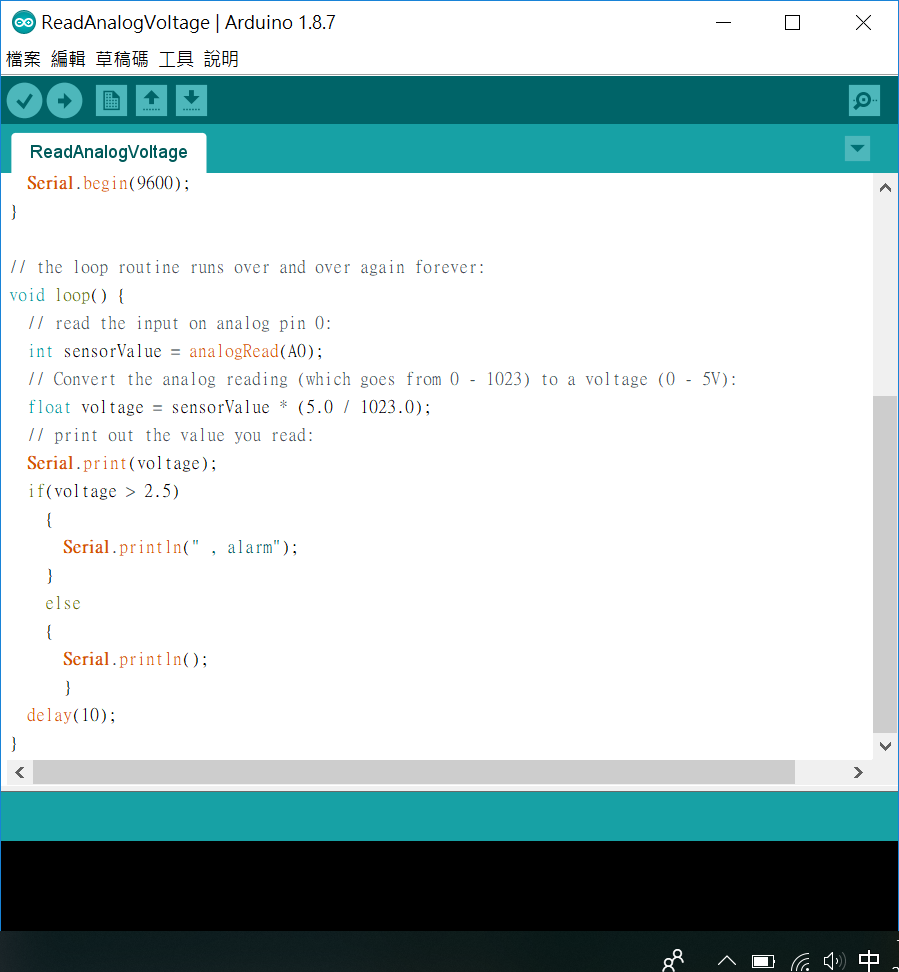 ReadAnalogVoltage | Arduino 1.8.7
檔案 編輯 草稿碼 工具 說明
ReadAnalogVoltage
Serial.begin(9600);
}
// the loop routine runs over and over again forever:
void loop() {
// read the input on analog pin 0:
int sensorValue = analogRead(A0);
// Convert the analog reading (which goes from 0 - 1023) to a voltage (0 - 5V):
float voltage = sensorValue * (5.0 / 1023.0);
// print out the value you read:
Serial.print(voltage);
if(voltage > 2.5)
{
Serial.println(" , alarm");
}
else
{
Serial.println();
}
delay(10);
}
中